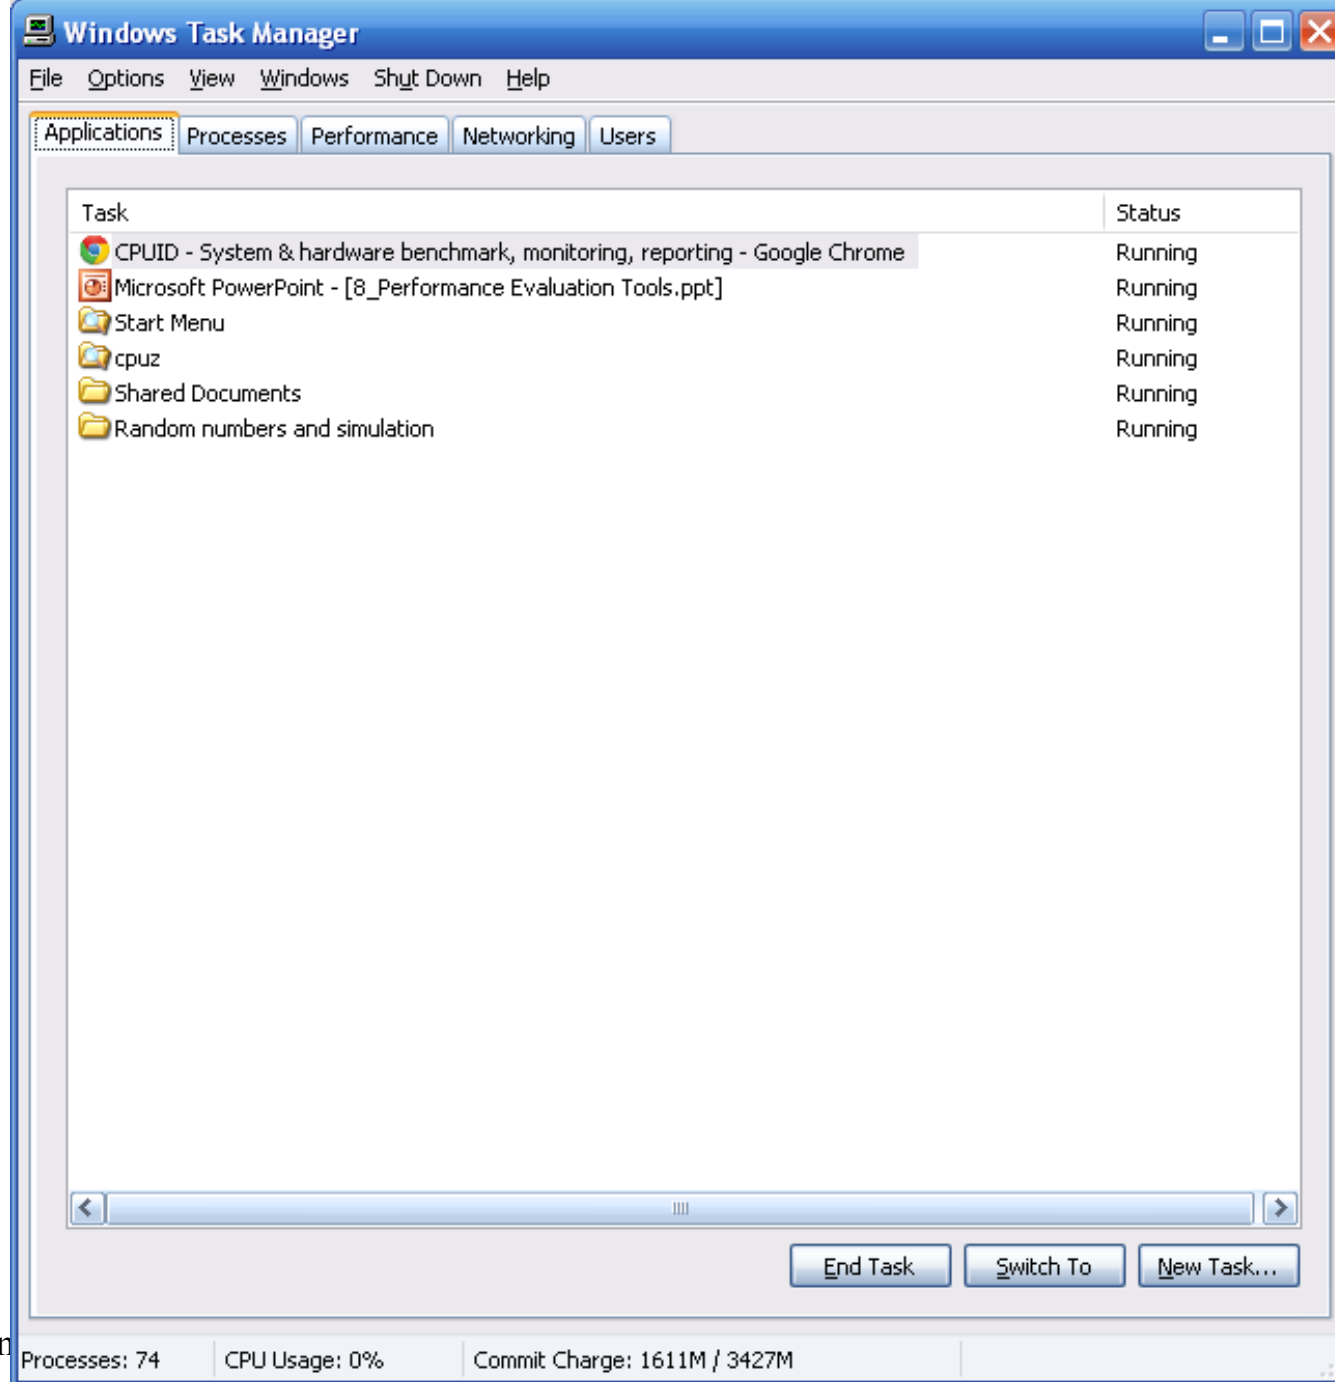 Windows Task Manager
File Options View Windows Shut Down Help
Applications Processes Performance Networking Users
Task Status
CPUID - System & hardware benchmark, monitoring, reporting - Google Chrome Running
Microsoft PowerPoint - [8_Performance Evaluation Tools.ppt] Running
Start Menu Running
cpuz Running
Shared Documents Running
Random numbers and simulation Running
End Task Switch To New Task...
Processes: 74 CPU Usage: 0% Commit Charge: 1611M / 3427M